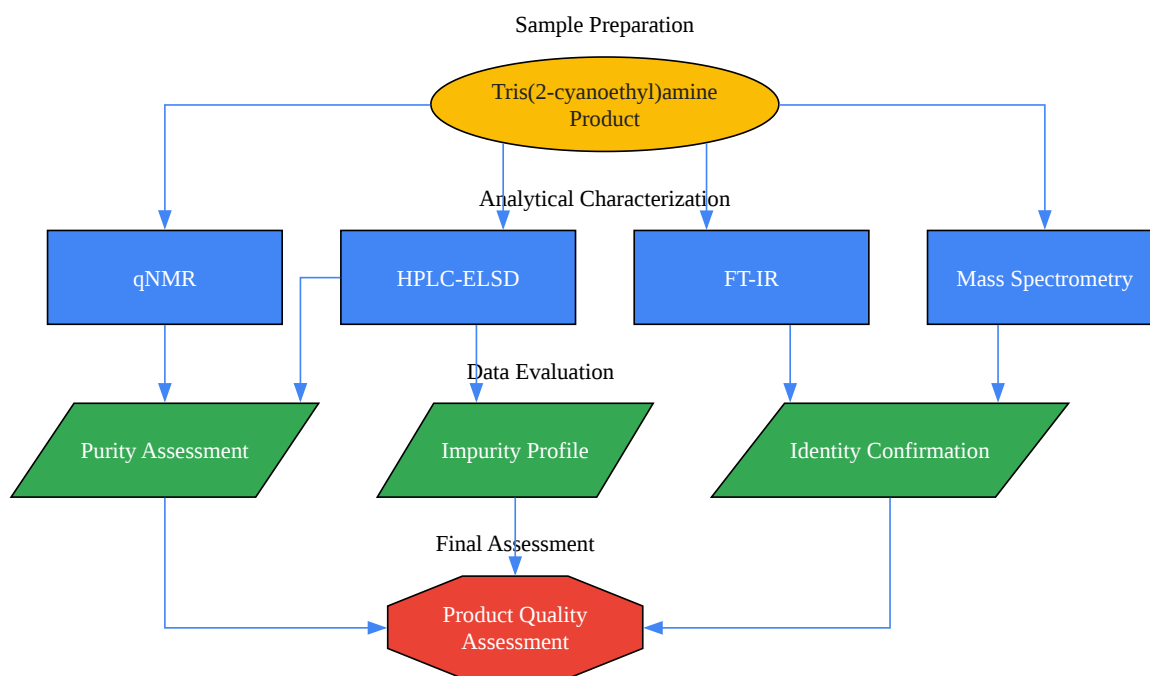 Sample Preparation
Tris(2-cyanoethyl)amine
Product
Analytical Characterization
qNMR
HPLC-ELSD
FT-IR
Mass Spectrometry
Data Evaluation
Purity Assessment
Impurity Profile
Identity Confirmation
Final Assessment
Product Quality
Assessment